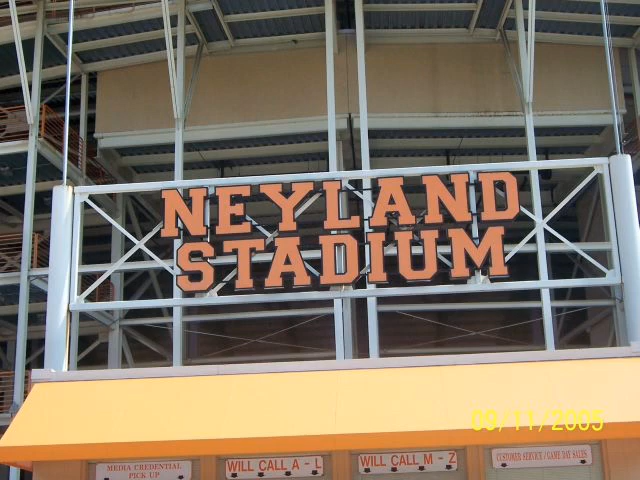 NEYLAND
STADIUM
09/11/2005
MEDIA CREDENTIAL
PICK UP
WILL CALL A - L
WILL CALL M - Z
CUSTOMER SERVICE / GAME DAY SALES